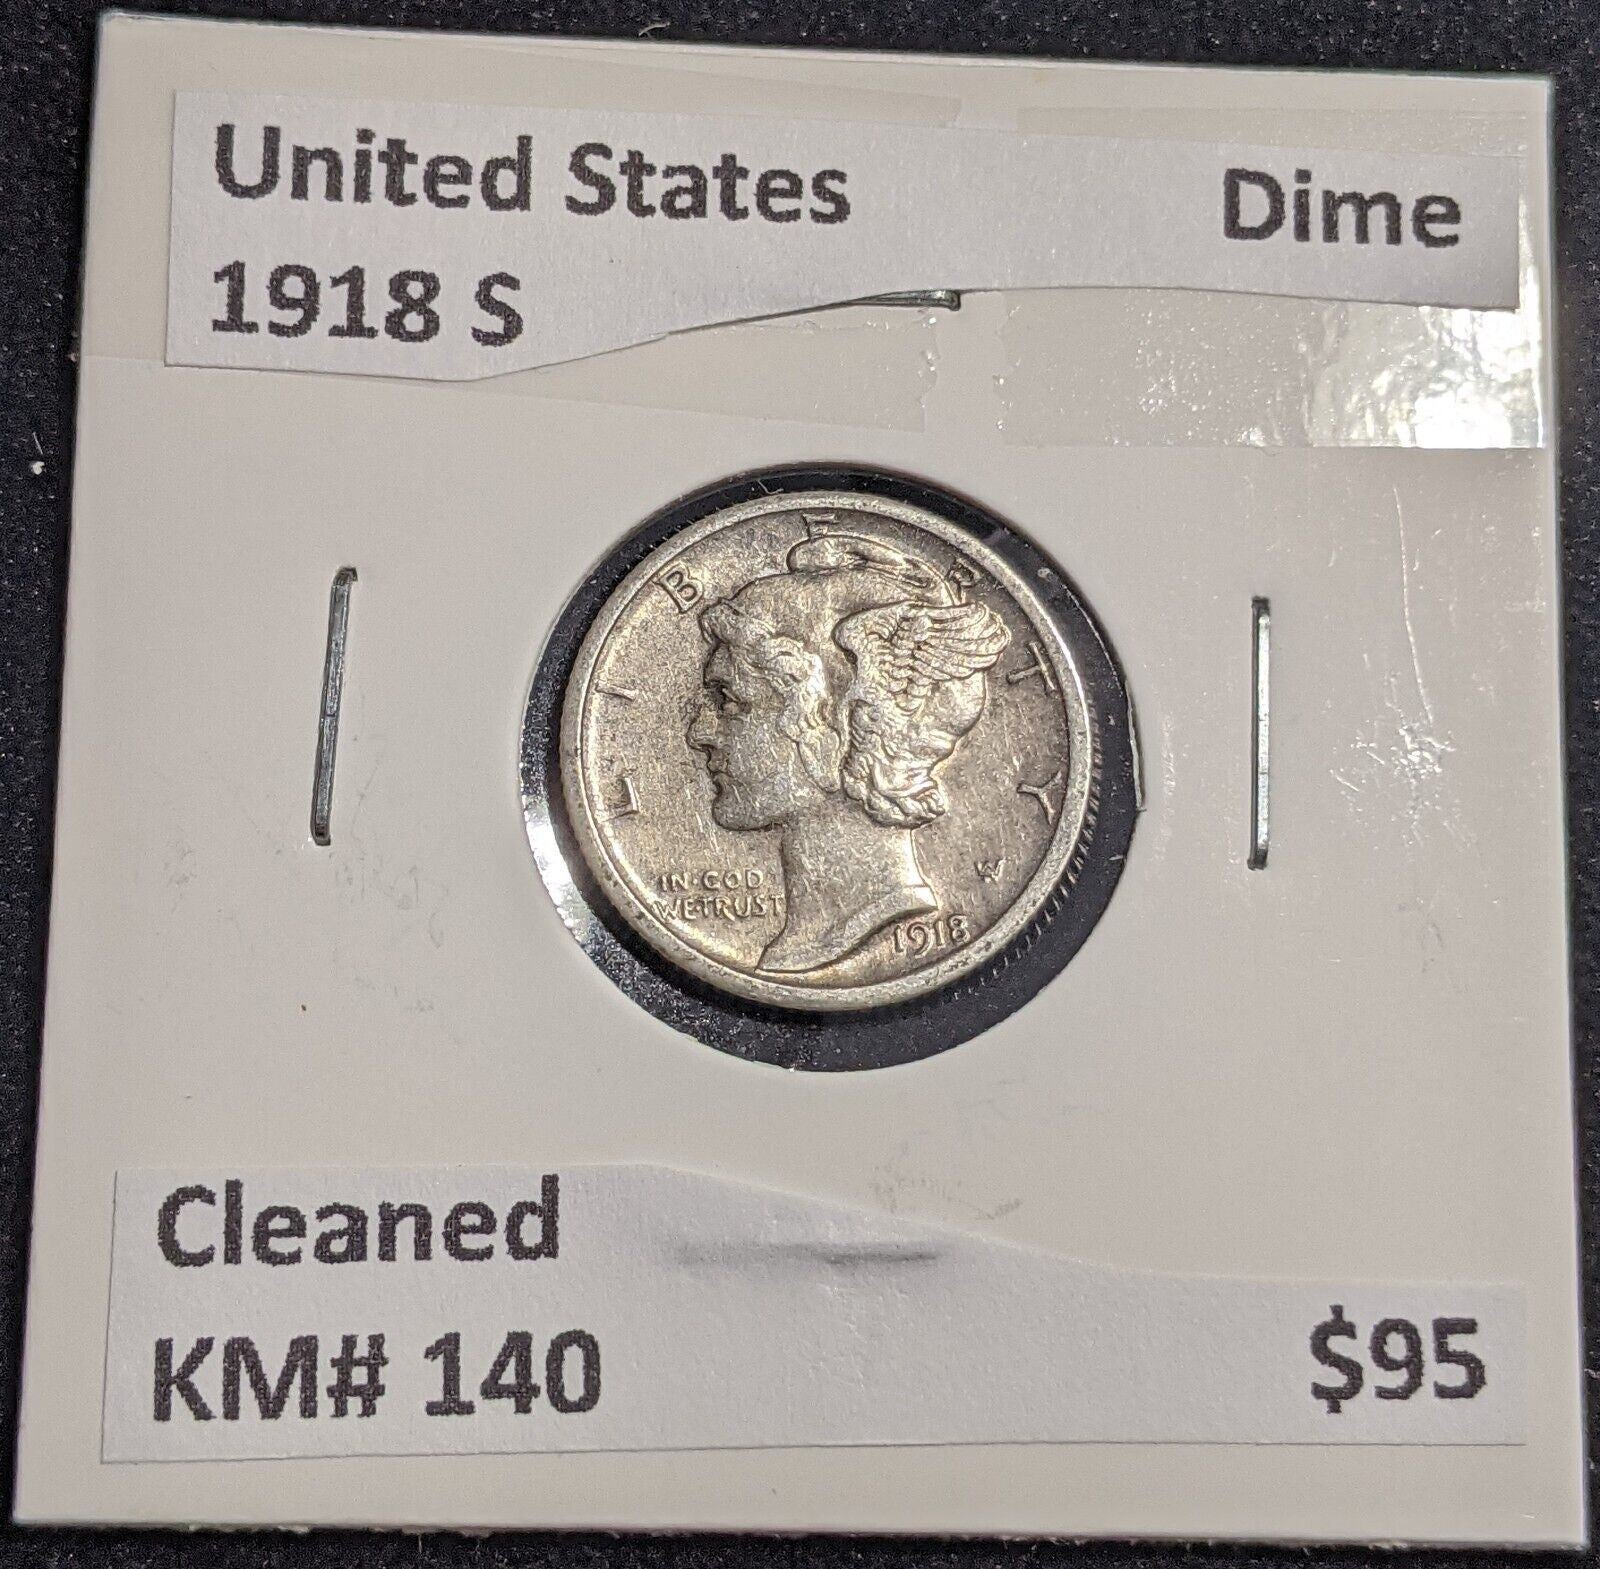 United States Dime
1918 S
LIBERTY
IN·GOD
WE TRUST
W
1918
Cleaned
KM# 140 $95